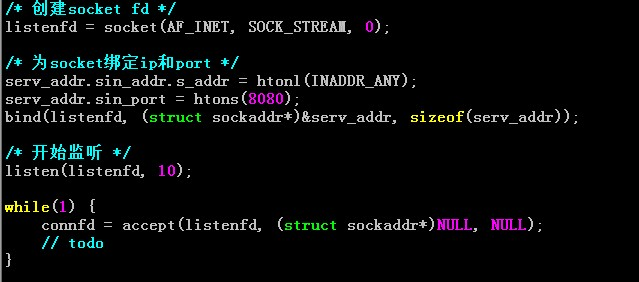 /* 创建socket fd */
listenfd = socket(AF_INET, SOCK_STREAM, 0);
/* 为socket绑定ip和port */
serv_addr.sin_addr.s_addr = htonl(INADDR_ANY);
serv_addr.sin_port = htons(8080);
bind(listenfd, (struct sockaddr*)&serv_addr, sizeof(serv_addr));
/* 开始监听 */
listen(listenfd, 10);
while(1) {
    connfd = accept(listenfd, (struct sockaddr*)NULL, NULL);
    // todo
}